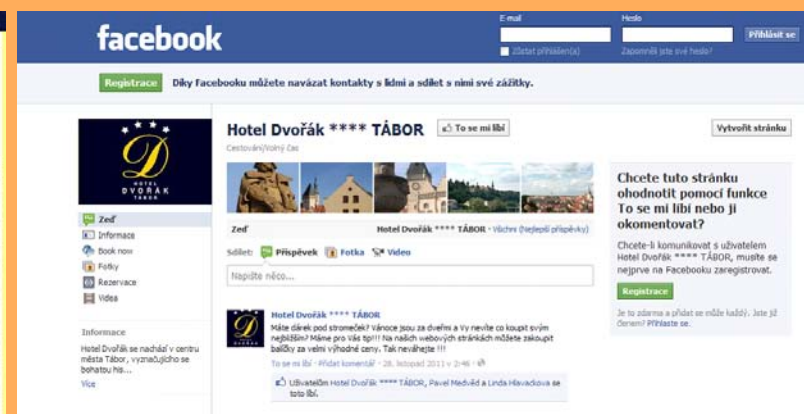 facebook
E-mail
Heslo
Přihlásit se
Zůstat přihlášen(a)
Zapomněli jste své heslo?
Registrace
Díky Facebooku můžete navázat kontakty s lidmi a sdílet s nimi své zážitky.
D
HOTEL
DVOŘÁK
TÁBOR
Hotel Dvořák **** TÁBOR
To se mi líbí
Vytvořit stránku
Cestování/Volný čas
Zeď
Informace
Book now
Fotky
Rezervace
Videa
Informace
Hotel Dvořák se nachází v centru
města Tábor, vyznačujícího se
bohatou his...
Více
Zeď
Hotel Dvořák **** TÁBOR · Všichni (Nejlepší příspěvky)
Sdílet: Příspěvek Fotka Video
Napište něco...
Hotel Dvořák **** TÁBOR
Máte dárek pod stromeček? Vánoce jsou za dveřmi a Vy nevíte co koupit svým
nejbližším? Máme pro Vás tip!!! Na našich webových stránkách můžete zakoupit
balíčky za velmi výhodné ceny. Tak neváhejte !!!
To se mi líbí · Přidat komentář · 28. listopad 2011 v 2:46 ·
Uživatelům Hotel Dvořák **** TÁBOR, Pavel Medvěd a Linda Hlavackova se
toto líbí.
Chcete tuto stránku
ohodnotit pomocí funkce
To se mi líbí nebo ji
okomentovat?
Chcete-li komunikovat s uživatelem
Hotel Dvořák **** TÁBOR, musíte se
nejprve na Facebooku zaregistrovat.
Registrace
Je to zdarma a přidat se může každý. Jste již
členem? Přihlaste se.